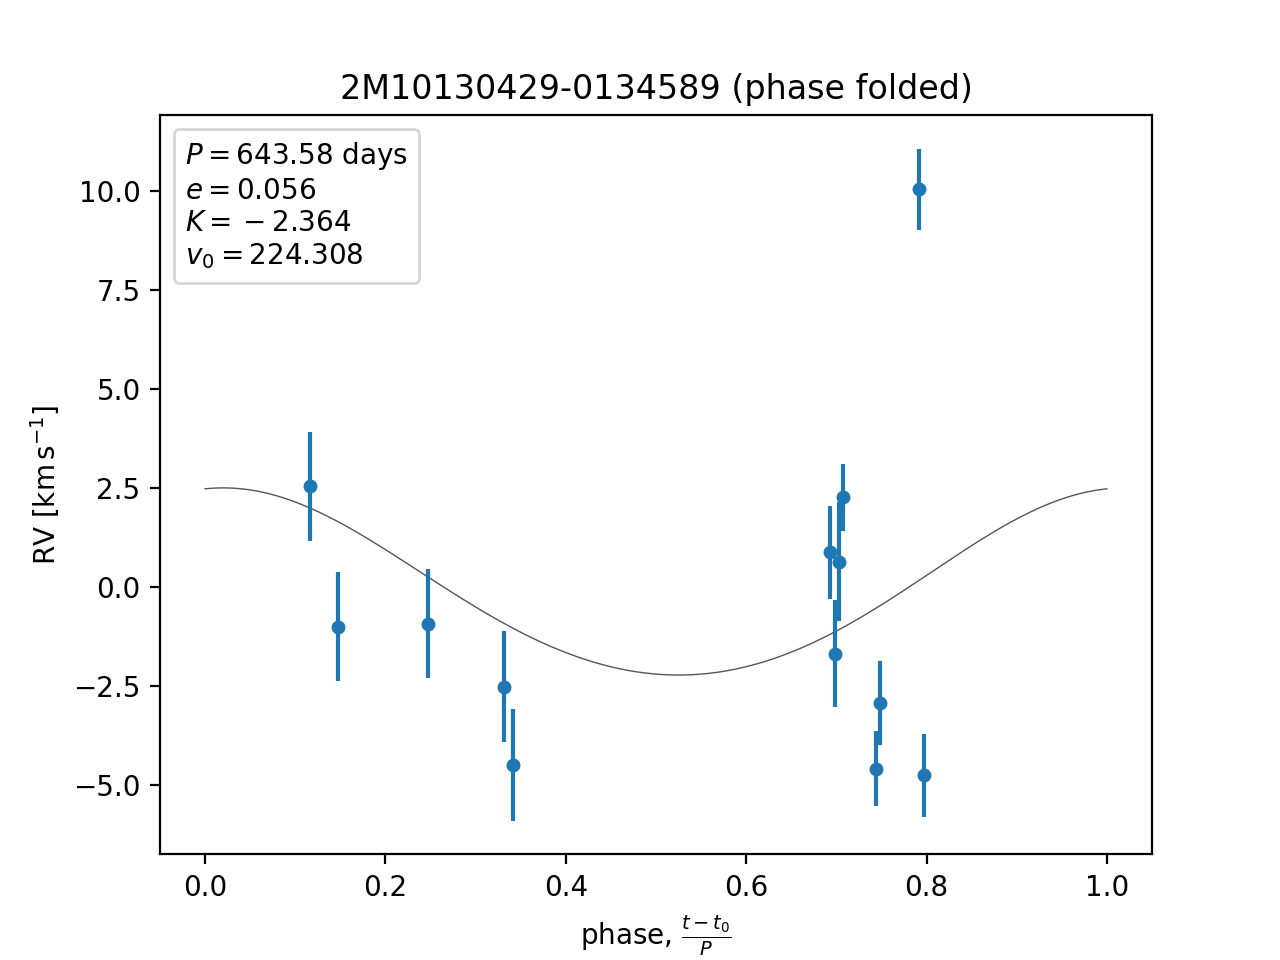 2M10130429-0134589 (phase folded)
P = 643.58 days
e = 0.056
K = −2.364
v₀ = 224.308
10.0
7.5
5.0
2.5
0.0
−2.5
−5.0
RV [km s⁻¹]
0.0 0.2 0.4 0.6 0.8 1.0
phase, (t − t₀)/P